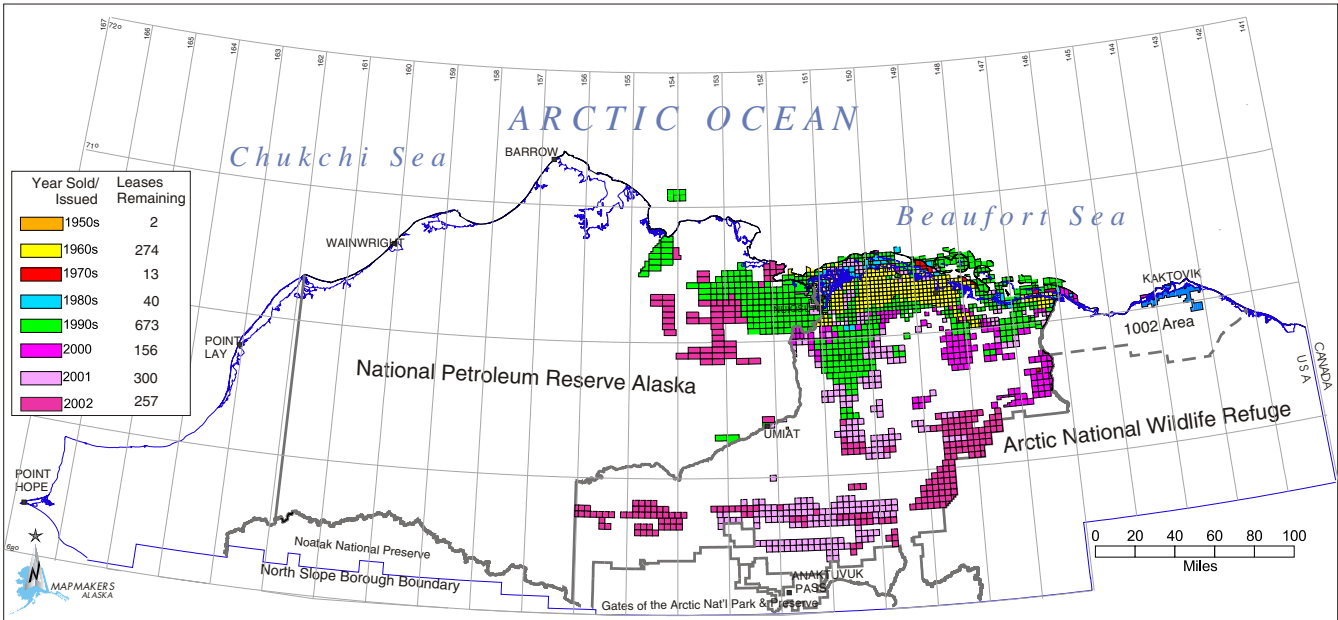 167
166
165
164
163
162
161
160
159
158
157
156
155
154
153
152
151
150
149
148
147
146
145
144
143
142
141
72o
71o
ARCTIC OCEAN
Chukchi Sea
BARROW
Beaufort Sea
Year Sold/ Leases
Issued Remaining
1950s 2
1960s 274
1970s 13
1980s 40
1990s 673
2000 156
2001 300
2002 257
WAINWRIGHT
KAKTOVIK
1002 Area
POINT
LAY
National Petroleum Reserve Alaska
CANADA
USA
UMIAT
Arctic National Wildlife Refuge
POINT
HOPE
68o
N
MAPMAKERS
ALASKA
Noatak National Preserve
North Slope Borough Boundary
ANAKTUVUK
PASS
Gates of the Arctic Nat'l Park & Preserve
0 20 40 60 80 100
Miles